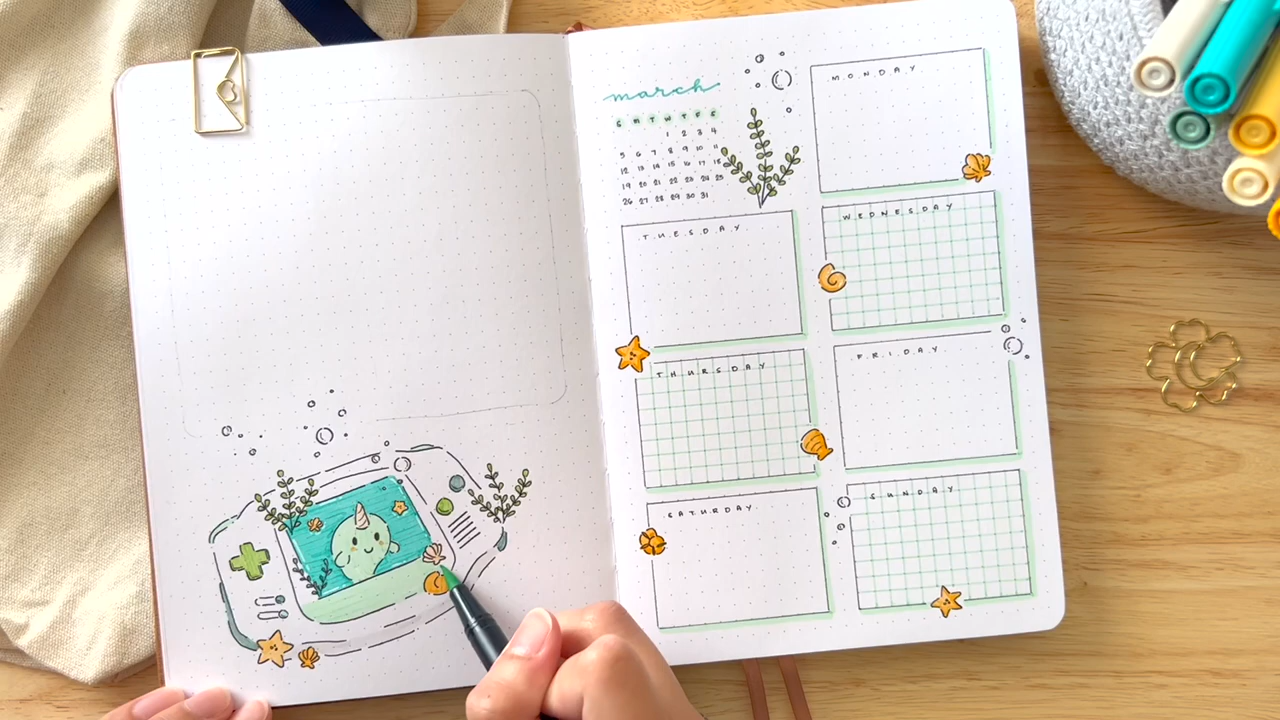 march
S M T W T F S
1 2 3 4
5 6 7 8 9 10 11
12 13 14 15 16 17 18
19 20 21 22 23 24 25
26 27 28 29 30 31
MONDAY
TUESDAY
WEDNESDAY
THURSDAY
FRIDAY
SATURDAY
SUNDAY